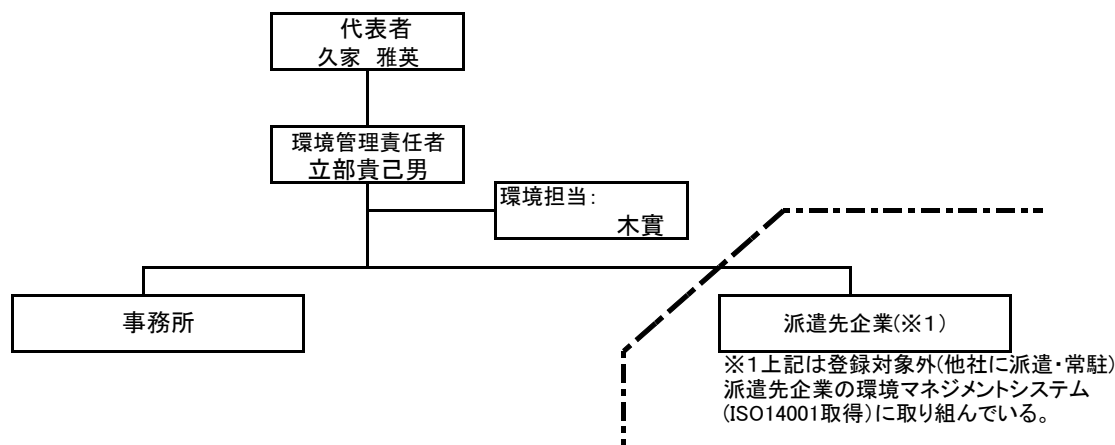 代表者
久家　雅英
環境管理責任者
立部貴己男
環境担当:
木實
事務所
派遣先企業(※1)
※1上記は登録対象外(他社に派遣・常駐)
派遣先企業の環境マネジメントシステム
(ISO14001取得)に取り組んでいる。